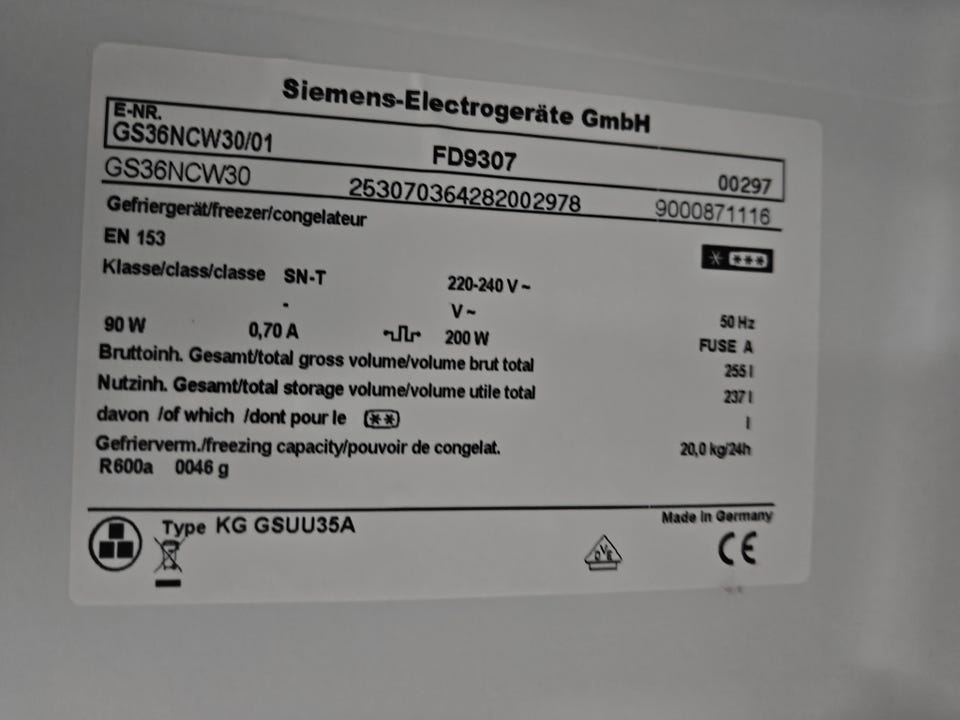 Siemens-Electrogeräte GmbH
E-NR.
GS36NCW30/01 FD9307 00297
GS36NCW30 253070364282002978 9000871116
Gefriergerät/freezer/congelateur
EN 153
Klasse/class/classe SN-T 220-240 V ~
- V ~ 50 Hz
90 W 0,70 A 200 W FUSE A
Bruttoinh. Gesamt/total gross volume/volume brut total 255 l
Nutzinh. Gesamt/total storage volume/volume utile total 237 l
davon /of which /dont pour le l
Gefrierverm./freezing capacity/pouvoir de congelat. 20,0 kg/24h
R600a 0046 g
Made in Germany
Type KG GSUU35A
OVE CE